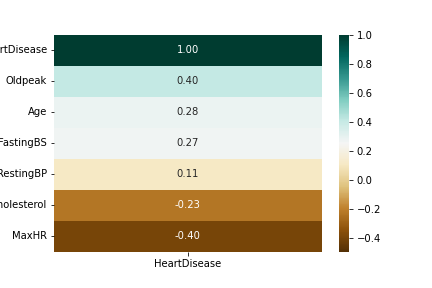 rtDisease 1.00
Oldpeak 0.40
Age 0.28
FastingBS 0.27
RestingBP 0.11
holesterol -0.23
MaxHR -0.40
HeartDisease
1.0
0.8
0.6
0.4
0.2
0.0
−0.2
−0.4